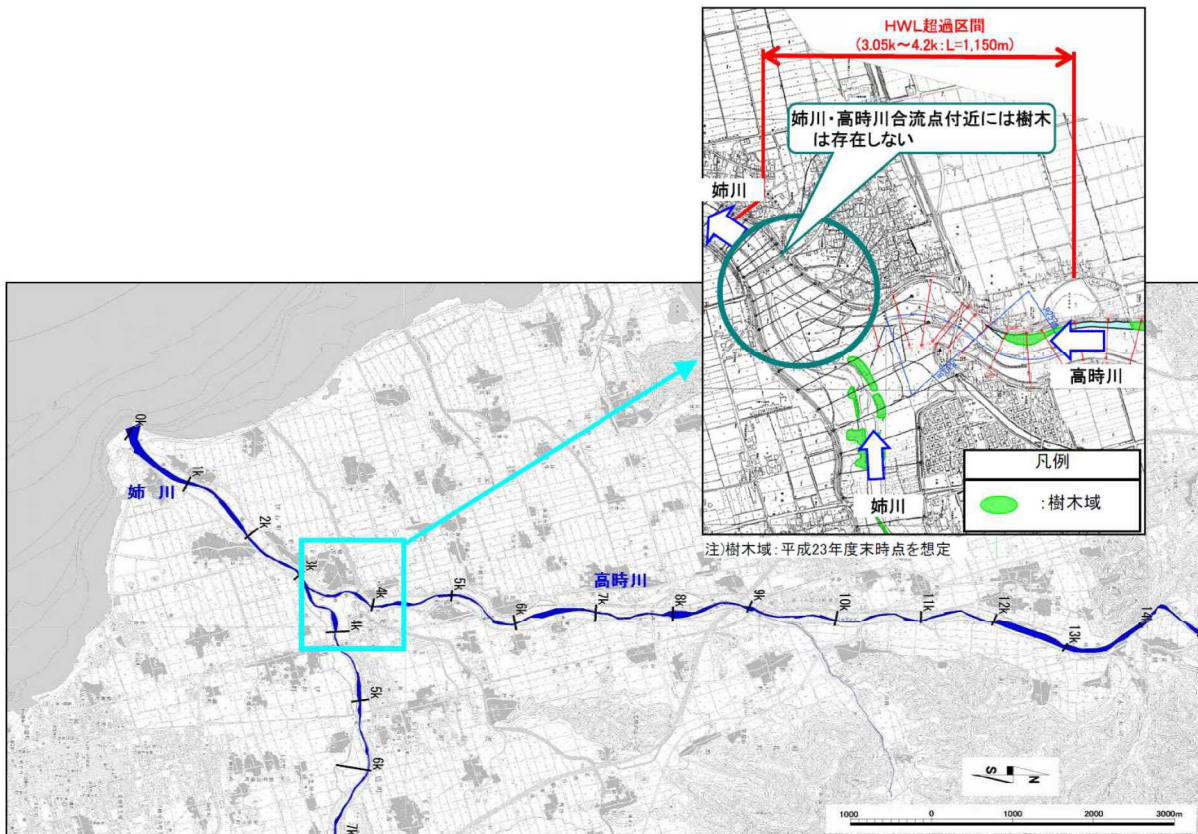 HWL超過区間
(3.05k～4.2k:L=1,150m)
姉川・高時川合流点付近には樹木
は存在しない
姉川
高時川
姉川
凡例
:樹木域
注)樹木域:平成23年度末時点を想定
0k
1k
姉川
2k
3k
4k
4k
5k
6k
7k
高時川
5k
6k
7k
8k
9k
10k
11k
12k
13k
14k
S
N
1000
0
1000
2000
3000m